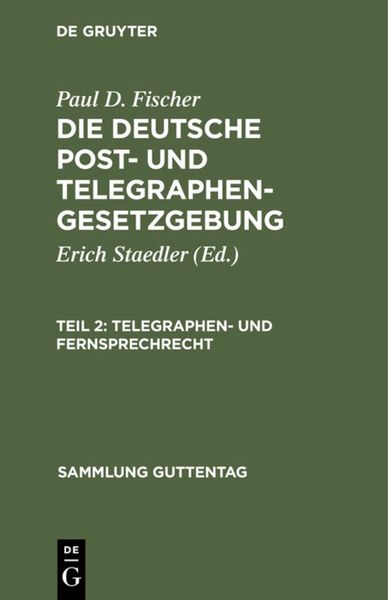 DE GRUYTER
Paul D. Fischer
DIE DEUTSCHE
POST- UND
TELEGRAPHEN-
GESETZGEBUNG
Erich Staedler (Ed.)
TEIL 2: TELEGRAPHEN- UND
FERNSPRECHRECHT
SAMMLUNG GUTTENTAG
DE
G